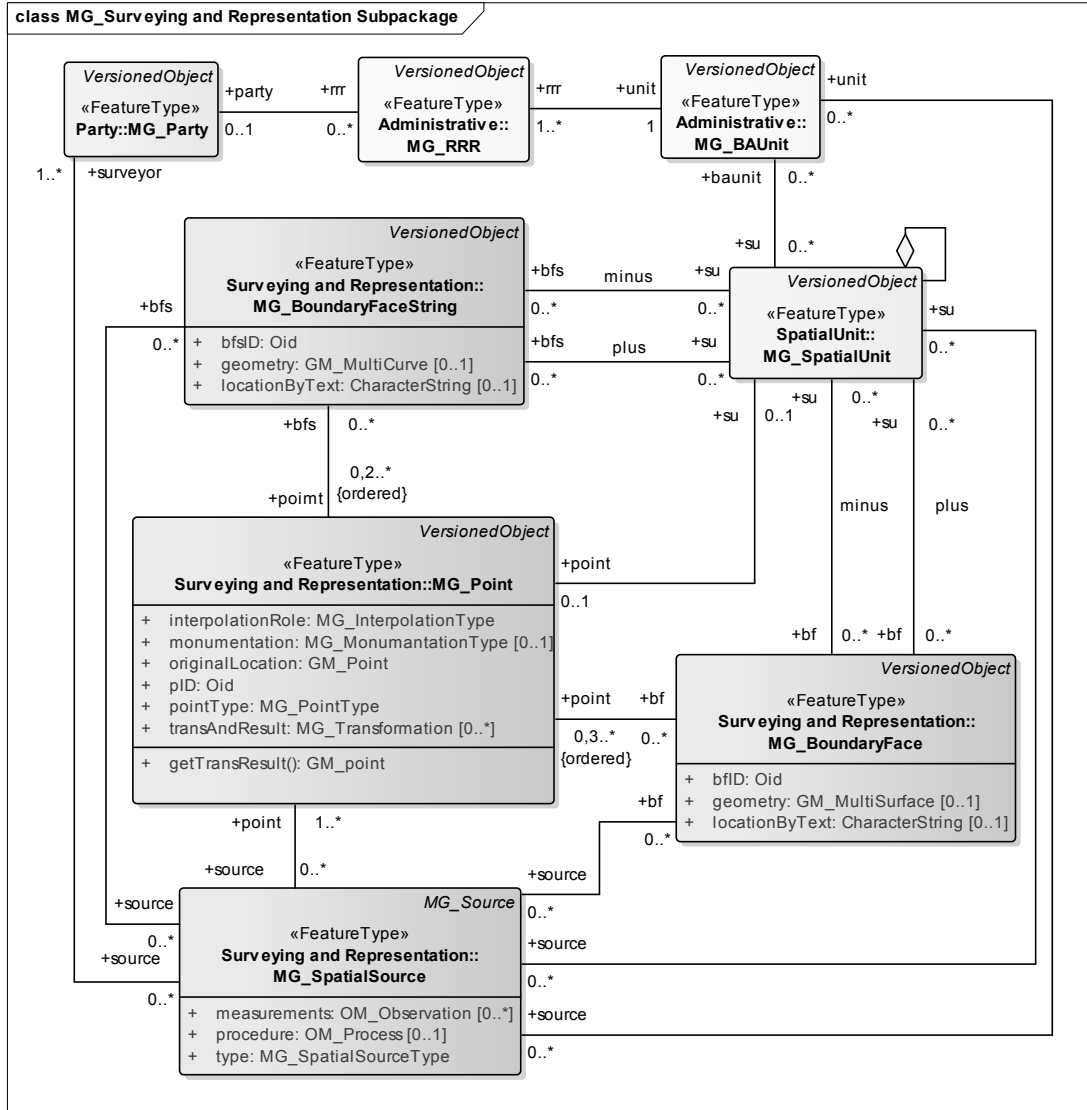 class MG_Surveying and Representation Subpackage
VersionedObject
«FeatureType»
Party::MG_Party
+party
0..1
+rrr
0..*
VersionedObject
«FeatureType»
Administrative::
MG_RRR
+rrr
1..*
+unit
1
VersionedObject
«FeatureType»
Administrative::
MG_BAUnit
+unit
0..*
1..*
+surveyor
+baunit
0..*
+su
0..*
VersionedObject
«FeatureType»
Surveying and Representation::
MG_BoundaryFaceString
+ bfsID: Oid
+ geometry: GM_MultiCurve [0..1]
+ locationByText: CharacterString [0..1]
+bfs
0..*
+bfs
minus
+su
0..*
0..*
+bfs
plus
+su
0..*
0..*
VersionedObject
«FeatureType»
SpatialUnit::
MG_SpatialUnit
+su
0..*
+bfs
0..*
0,2..*
+poimt
{ordered}
+su
0..1
+su
0..*
+su
0..*
minus
plus
VersionedObject
«FeatureType»
Surveying and Representation::MG_Point
+ interpolationRole: MG_InterpolationType
+ monumentation: MG_MonumantationType [0..1]
+ originalLocation: GM_Point
+ pID: Oid
+ pointType: MG_PointType
+ transAndResult: MG_Transformation [0..*]
+ getTransResult(): GM_point
+point
0..1
+bf
0..*
+bf
0..*
+point
+bf
0,3..*
0..*
{ordered}
VersionedObject
«FeatureType»
Surveying and Representation::
MG_BoundaryFace
+ bfID: Oid
+ geometry: GM_MultiSurface [0..1]
+ locationByText: CharacterString [0..1]
+bf
0..*
+point
1..*
+source
0..*
+source
0..*
+source
0..*
MG_Source
«FeatureType»
Surveying and Representation::
MG_SpatialSource
+ measurements: OM_Observation [0..*]
+ procedure: OM_Process [0..1]
+ type: MG_SpatialSourceType
+source
0..*
+source
0..*
+source
0..*